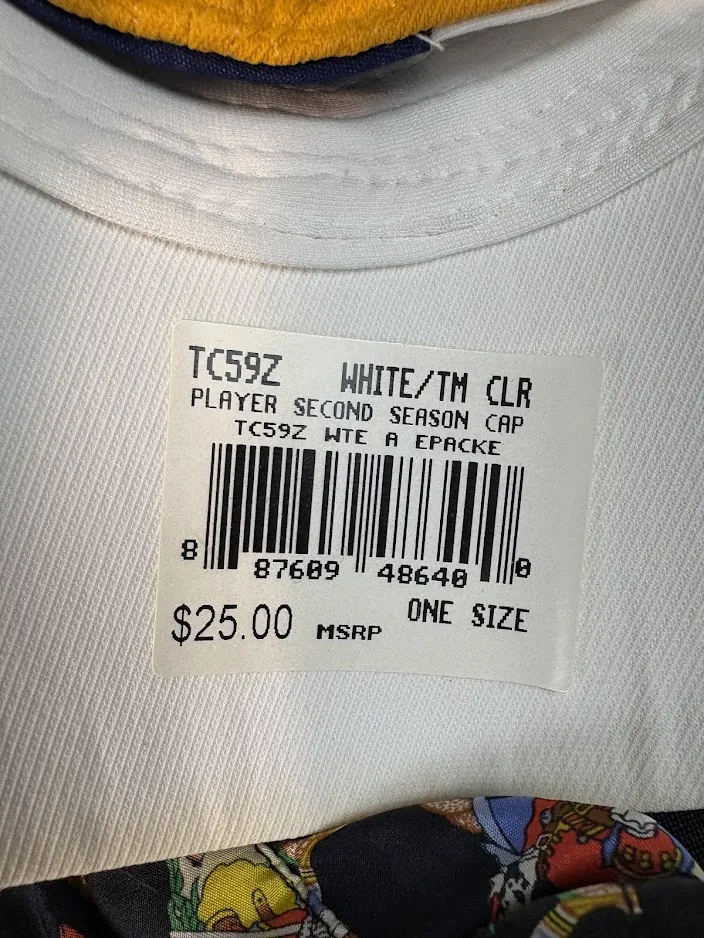 TC59Z WHITE/TM CLR
PLAYER SECOND SEASON CAP
TC59Z WTE A EPACKE
8 87609 48640 0
$25.00 MSRP ONE SIZE